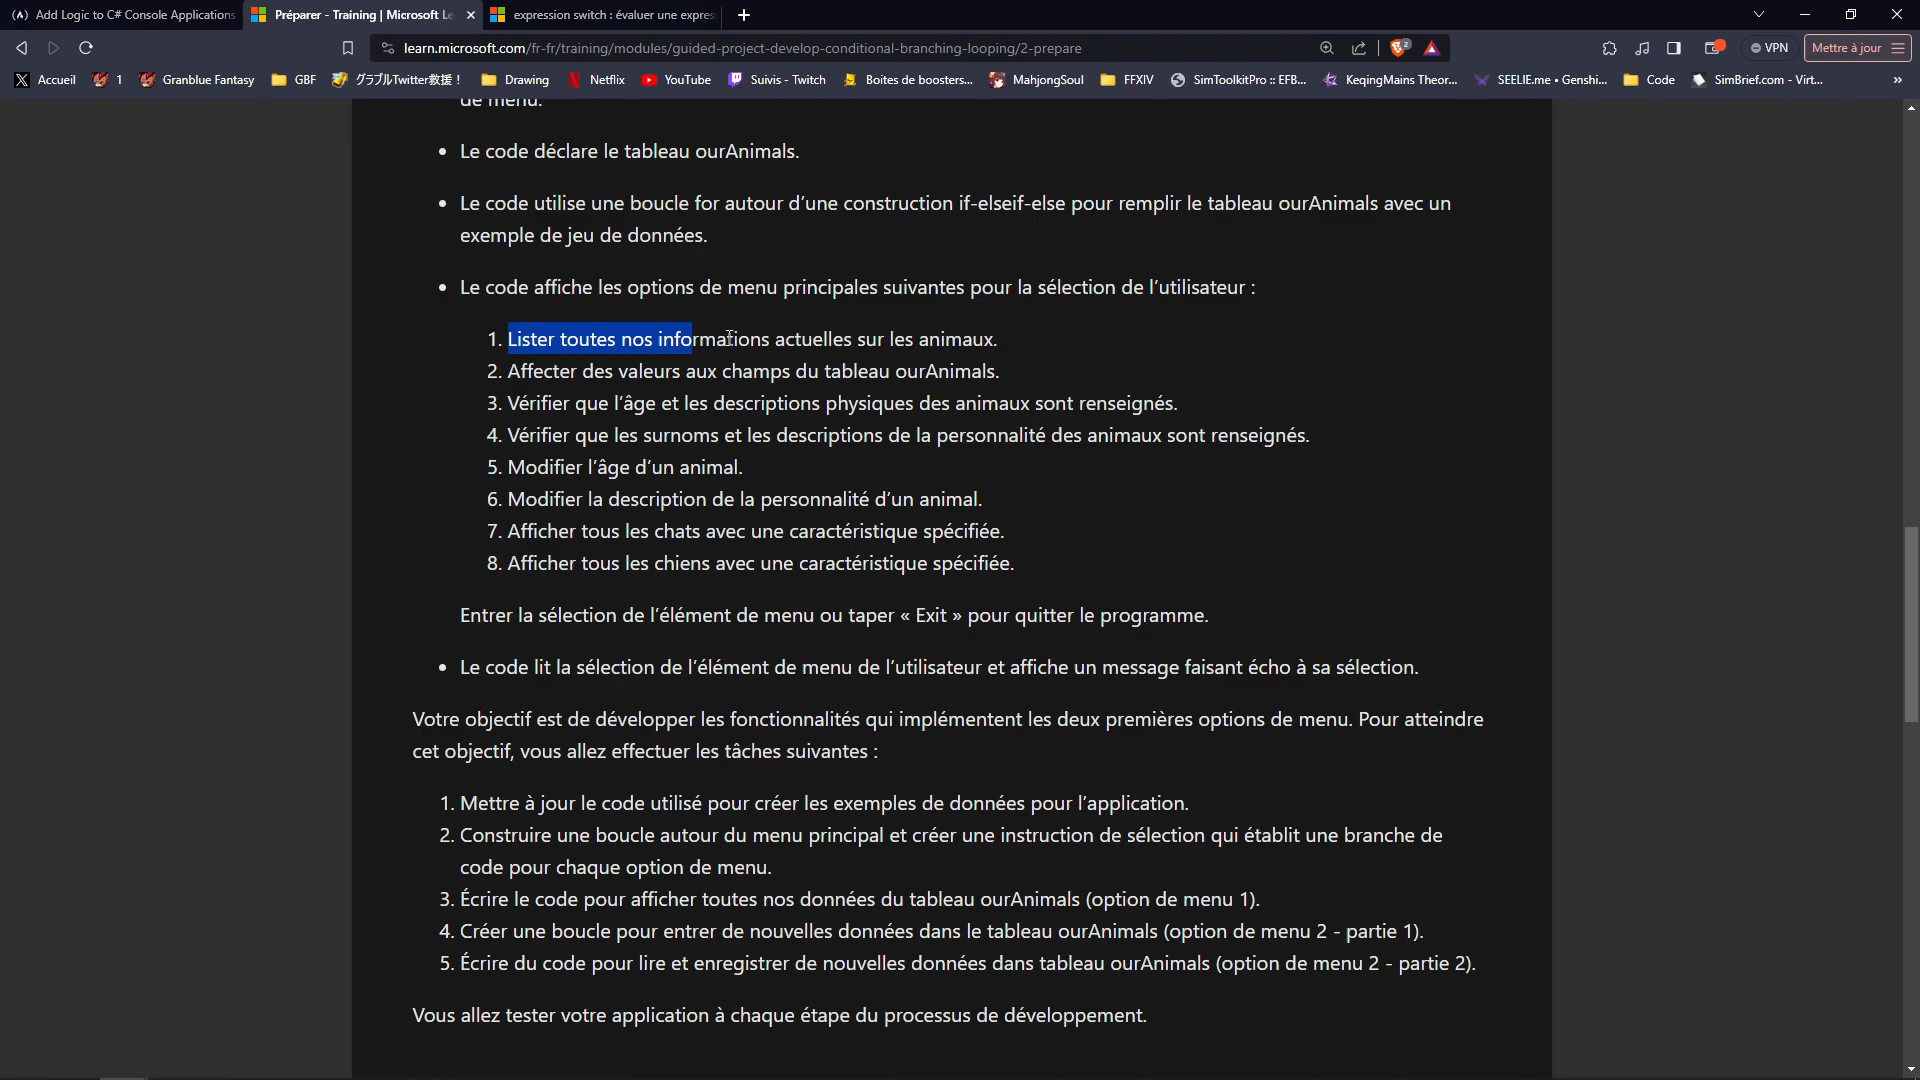 Add Logic to C# Console Applications
Préparer - Training | Microsoft Le
expression switch : évaluer une expres
learn.microsoft.com/fr-fr/training/modules/guided-project-develop-conditional-branching-looping/2-prepare
2
VPN
Mettre à jour
Accueil
1
Granblue Fantasy
GBF
グラブルTwitter救援！
Drawing
Netflix
YouTube
Suivis - Twitch
Boites de boosters...
MahjongSoul
FFXIV
SimToolkitPro :: EFB...
KeqingMains Theor...
SEELIE.me • Genshi...
Code
SimBrief.com - Virt...
»
de menu.
• Le code déclare le tableau ourAnimals.
• Le code utilise une boucle for autour d’une construction if-elseif-else pour remplir le tableau ourAnimals avec un
exemple de jeu de données.
• Le code affiche les options de menu principales suivantes pour la sélection de l’utilisateur :
1. Lister toutes nos informations actuelles sur les animaux.
2. Affecter des valeurs aux champs du tableau ourAnimals.
3. Vérifier que l’âge et les descriptions physiques des animaux sont renseignés.
4. Vérifier que les surnoms et les descriptions de la personnalité des animaux sont renseignés.
5. Modifier l’âge d’un animal.
6. Modifier la description de la personnalité d’un animal.
7. Afficher tous les chats avec une caractéristique spécifiée.
8. Afficher tous les chiens avec une caractéristique spécifiée.
Entrer la sélection de l’élément de menu ou taper « Exit » pour quitter le programme.
• Le code lit la sélection de l’élément de menu de l’utilisateur et affiche un message faisant écho à sa sélection.
Votre objectif est de développer les fonctionnalités qui implémentent les deux premières options de menu. Pour atteindre
cet objectif, vous allez effectuer les tâches suivantes :
1. Mettre à jour le code utilisé pour créer les exemples de données pour l’application.
2. Construire une boucle autour du menu principal et créer une instruction de sélection qui établit une branche de
code pour chaque option de menu.
3. Écrire le code pour afficher toutes nos données du tableau ourAnimals (option de menu 1).
4. Créer une boucle pour entrer de nouvelles données dans le tableau ourAnimals (option de menu 2 - partie 1).
5. Écrire du code pour lire et enregistrer de nouvelles données dans tableau ourAnimals (option de menu 2 - partie 2).
Vous allez tester votre application à chaque étape du processus de développement.